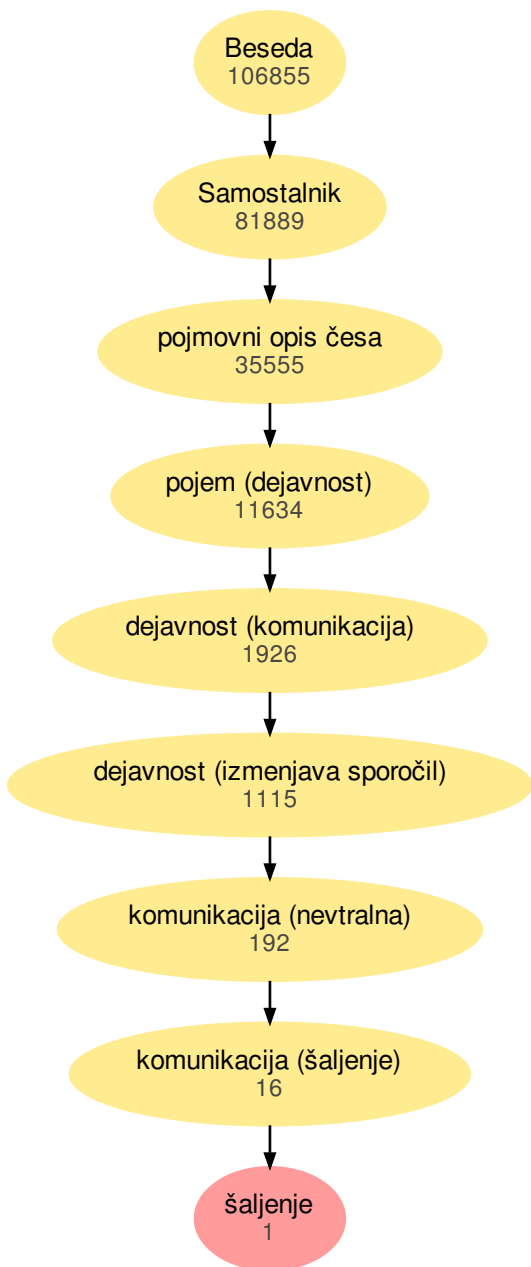 Beseda
106855
Samostalnik
81889
pojmovni opis česa
35555
pojem (dejavnost)
11634
dejavnost (komunikacija)
1926
dejavnost (izmenjava sporočil)
1115
komunikacija (nevtralna)
192
komunikacija (šaljenje)
16
šaljenje
1